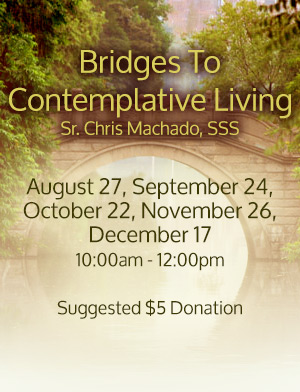 Bridges To
Contemplative Living
Sr. Chris Machado, SSS
August 27, September 24,
October 22, November 26,
December 17
10:00am - 12:00pm
Suggested $5 Donation